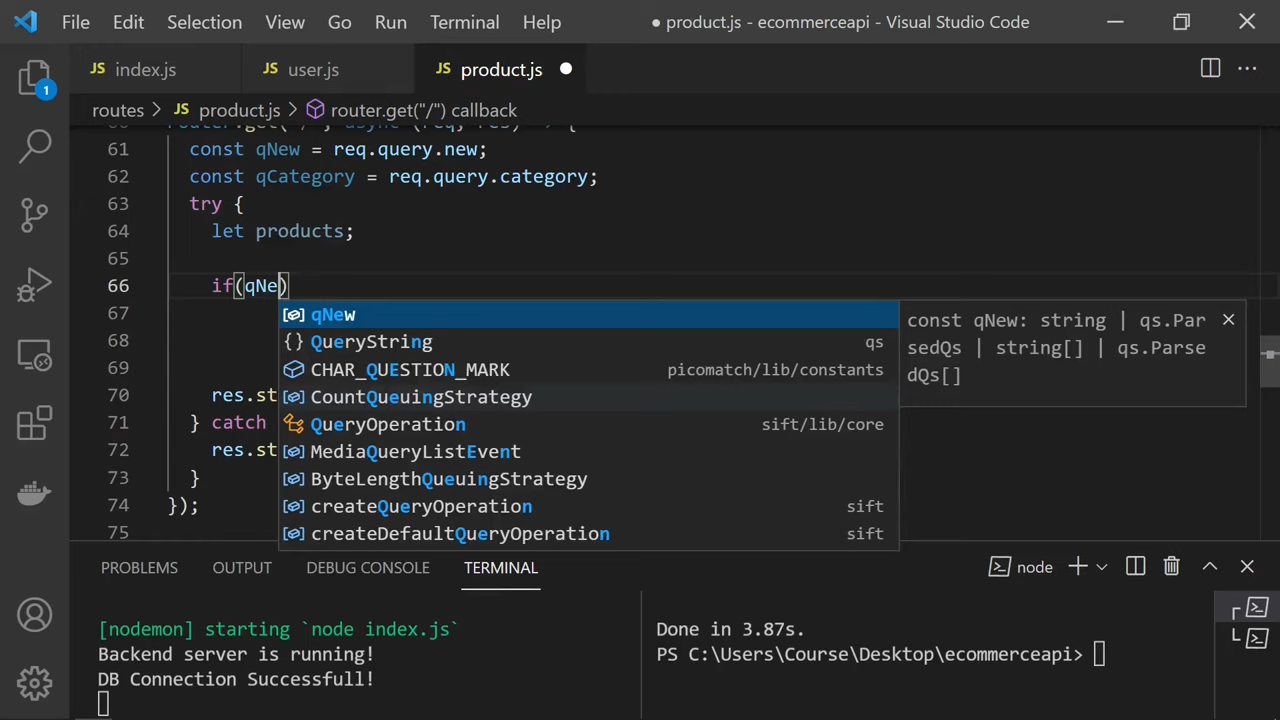 File Edit Selection View Go Run Terminal Help ● product.js - ecommerceapi - Visual Studio Code
JS index.js JS user.js JS product.js
1
routes > JS product.js > router.get("/") callback
61 const qNew = req.query.new;
62 const qCategory = req.query.category;
63 try {
64 let products;
65
66 if(qNe)
67
68
69
70 res.st
71 } catch
72 res.st
73 }
74 });
75
qNew
QueryString qs
CHAR_QUESTION_MARK picomatch/lib/constants
CountQueuingStrategy
QueryOperation sift/lib/core
MediaQueryListEvent
ByteLengthQueuingStrategy
createQueryOperation sift
createDefaultQueryOperation sift
const qNew: string | qs.Par
sedQs | string[] | qs.Parse
dQs[]
PROBLEMS OUTPUT DEBUG CONSOLE TERMINAL node
[nodemon] starting `node index.js`
Backend server is running!
DB Connection Successfull!
Done in 3.87s.
PS C:\Users\Course\Desktop\ecommerceapi>